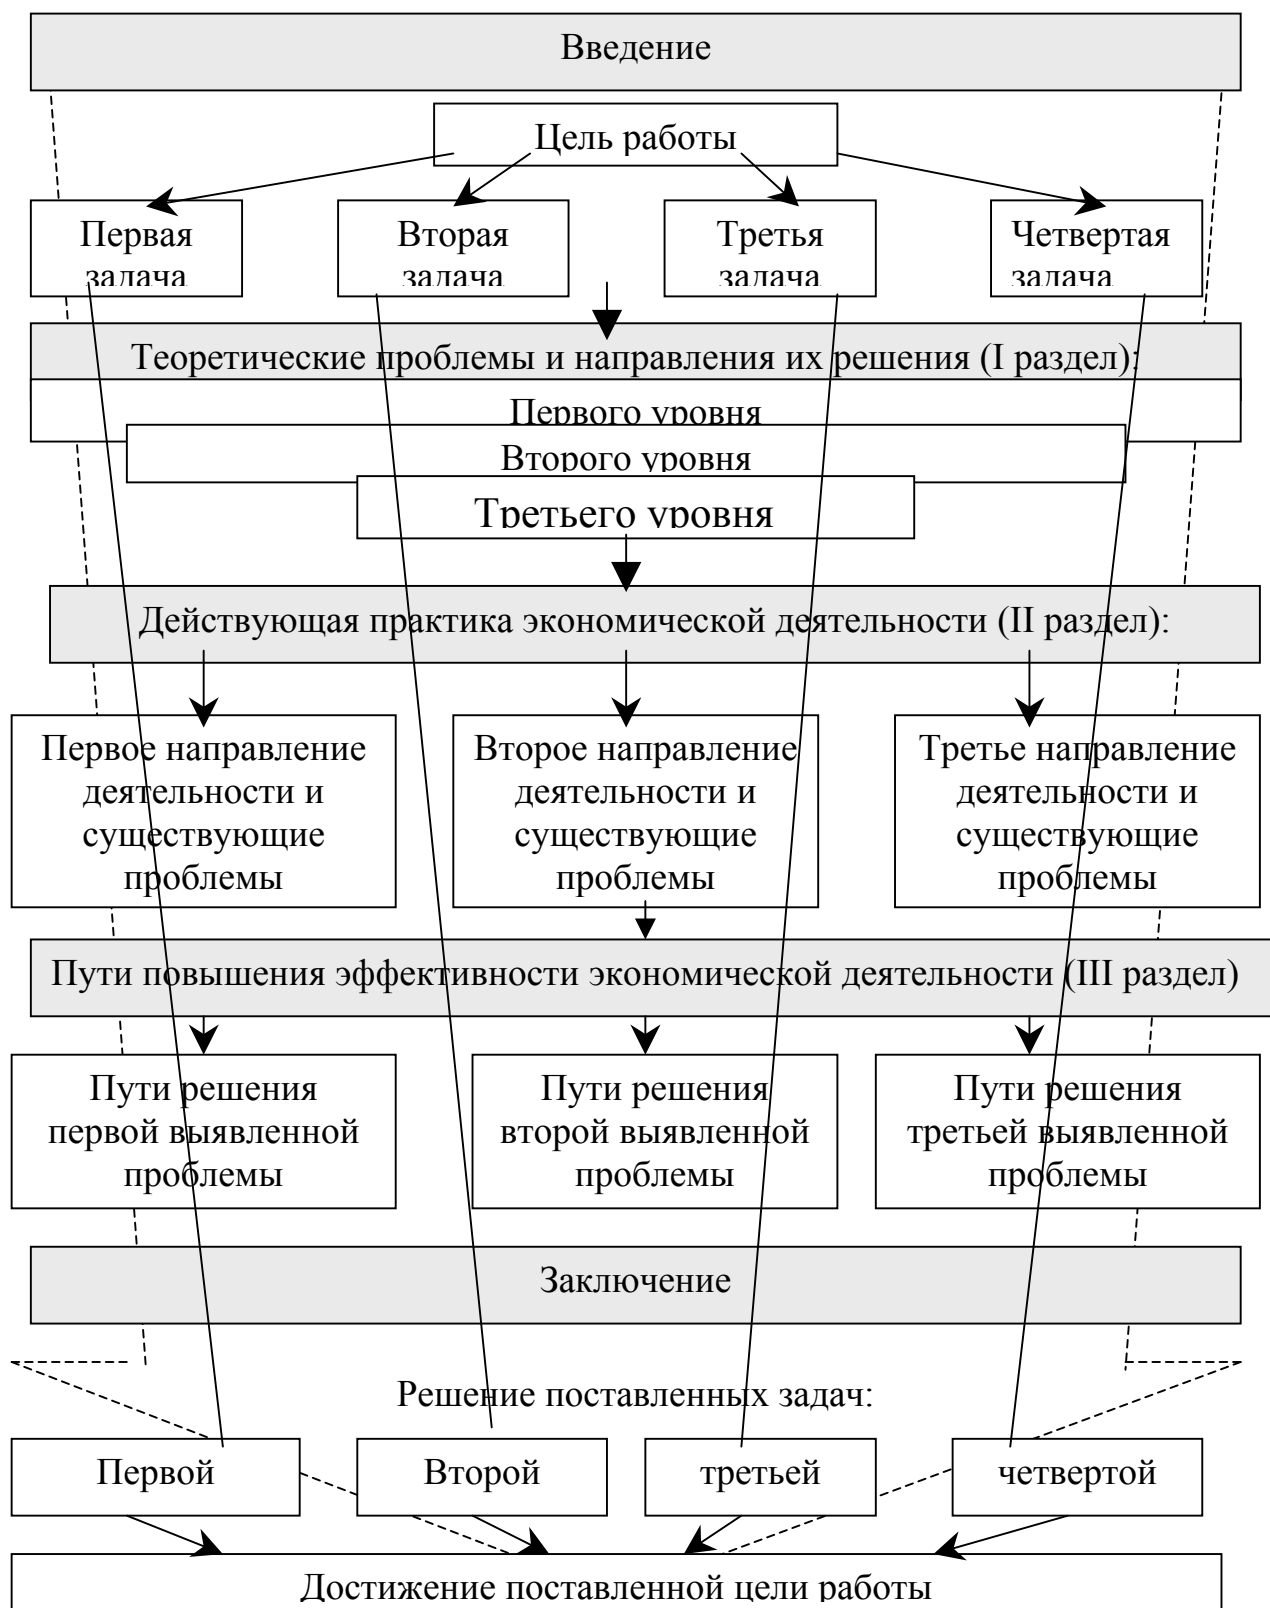 Введение
Цель работы
Первая
задача
Вторая
задача
Третья
задача
Четвертая
задача
Теоретические проблемы и направления их решения (I раздел):
Первого уровня
Второго уровня
Третьего уровня
Действующая практика экономической деятельности (II раздел):
Первое направление
деятельности и
существующие
проблемы
Второе направление
деятельности и
существующие
проблемы
Третье направление
деятельности и
существующие
проблемы
Пути повышения эффективности экономической деятельности (III раздел)
Пути решения
первой выявленной
проблемы
Пути решения
второй выявленной
проблемы
Пути решения
третьей выявленной
проблемы
Заключение
Решение поставленных задач:
Первой
Второй
третьей
четвертой
Достижение поставленной цели работы